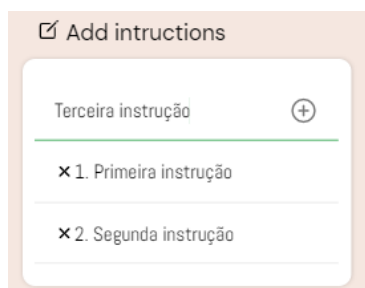 Add intructions
Terceira instrução
1. Primeira instrução
2. Segunda instrução